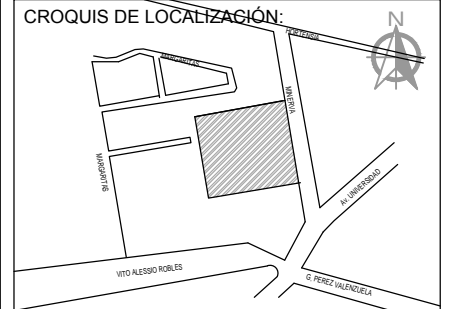 CROQUIS DE LOCALIZACIÓN:
N
HORTENSIA
MARGARITAS
MINERVA
MARGARITAS
Av. UNIVERSIDAD
VITO ALESSIO ROBLES
G. PEREZ VALENZUELA